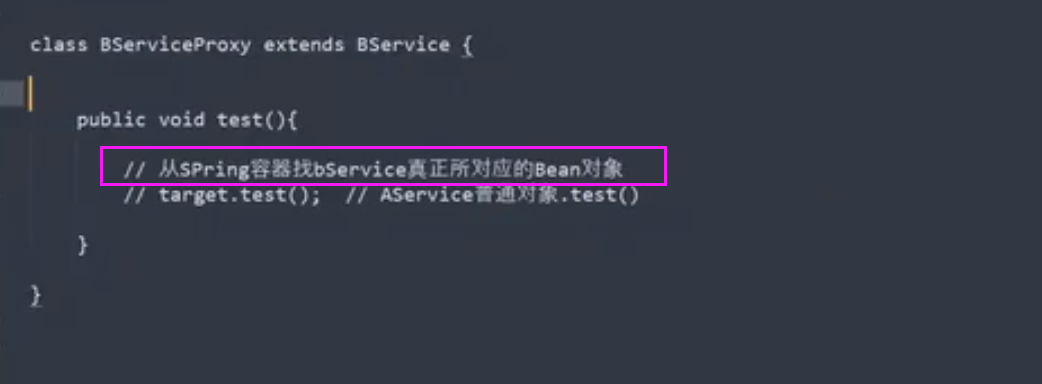 class BServiceProxy extends BService {
public void test(){
// 从SPring容器找bService真正所对应的Bean对象
// target.test();  // AService普通对象.test()
}
}